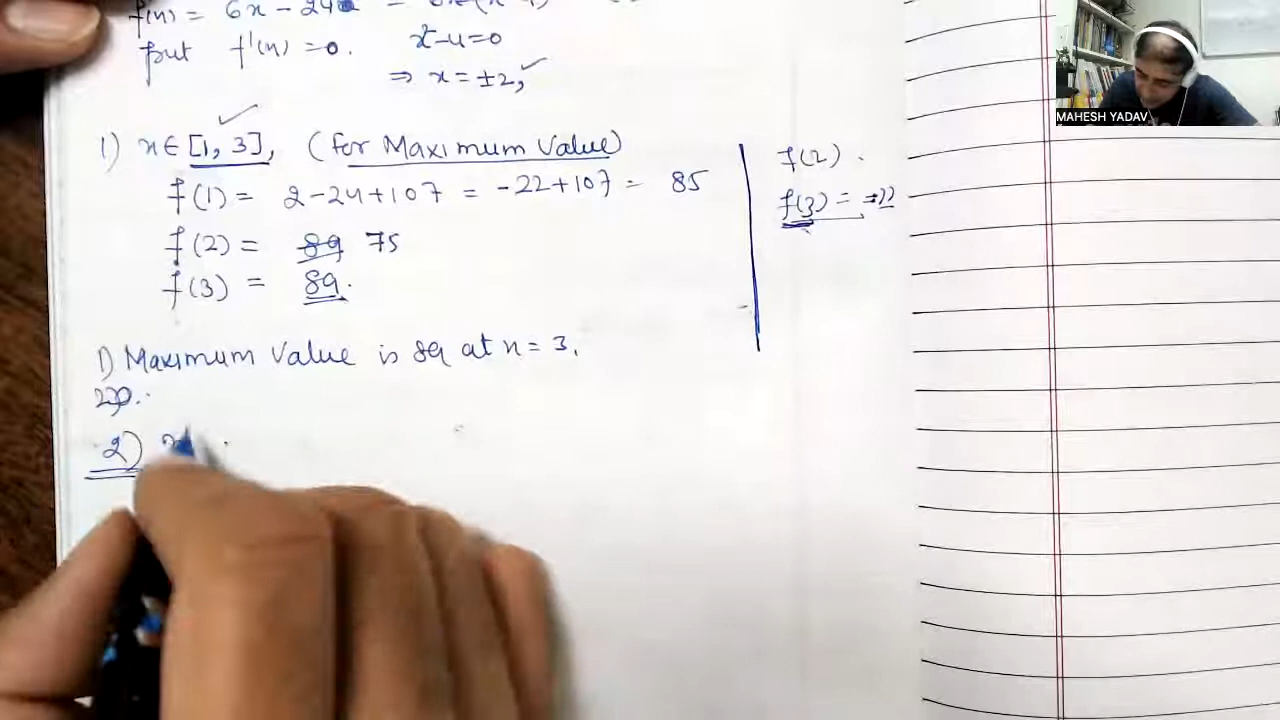 f(x) = 6x - 24
put f'(x) = 0. x² - 4 = 0
⇒ x = ±2,
1) x ∈ [1, 3], (for Maximum Value)
f(1) = 2 - 24 + 107 = -22 + 107 = 85
f(2) = 89 75
f(3) = 89.
1) Maximum Value is 89 at x = 3.
2)
f(2).
f(3) =
MAHESH YADAV